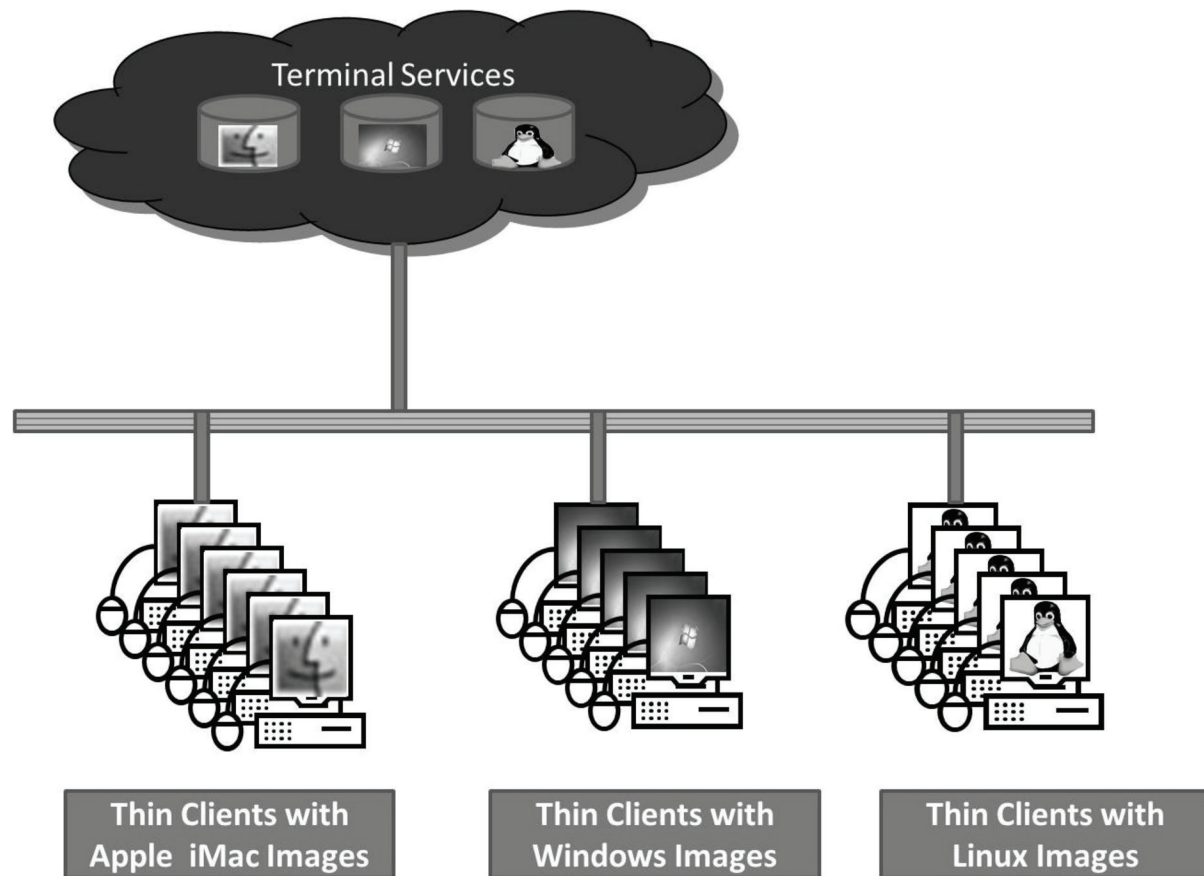 Terminal Services
Thin Clients with
Apple iMac Images
Thin Clients with
Windows Images
Thin Clients with
Linux Images